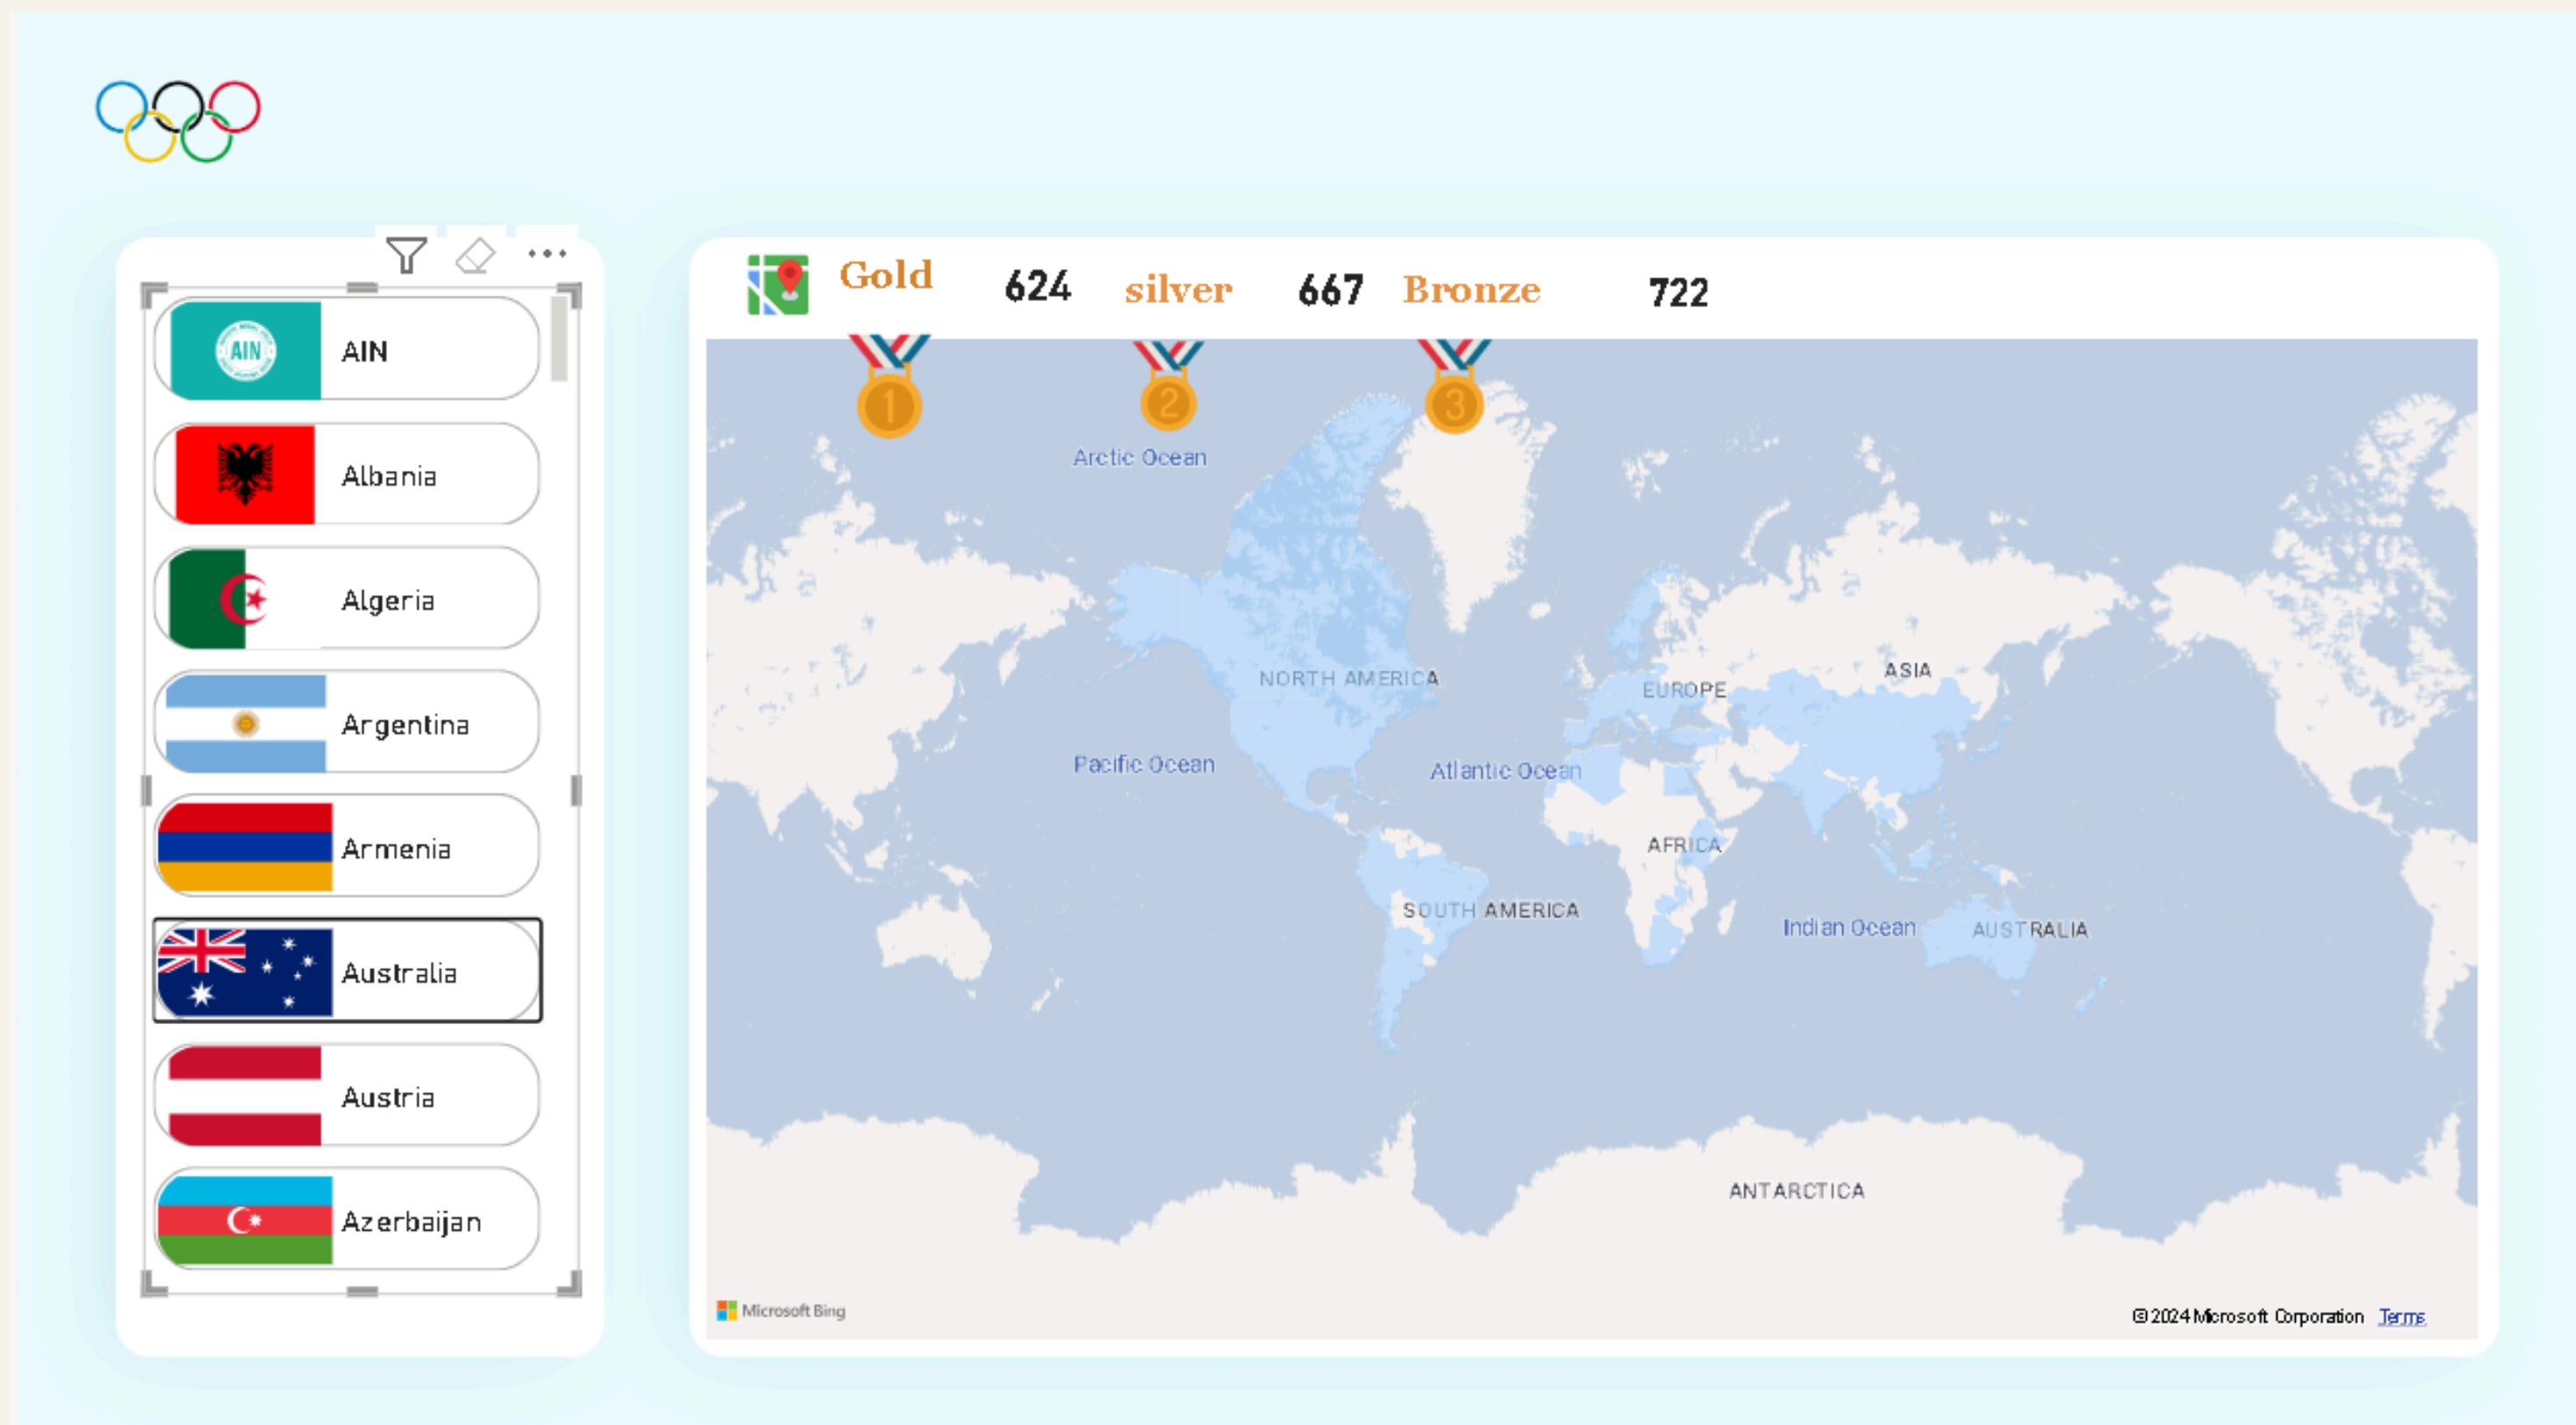 AIN
AIN
Albania
Algeria
Argentina
Armenia
Australia
Austria
Azerbaijan
Gold 624 silver 667 Bronze 722
1 2 3
Arctic Ocean
NORTH AMERICA
EUROPE
ASIA
Pacific Ocean
Atlantic Ocean
AFRICA
SOUTH AMERICA
Indian Ocean
AUSTRALIA
ANTARCTICA
Microsoft Bing
© 2024 Microsoft Corporation Terms